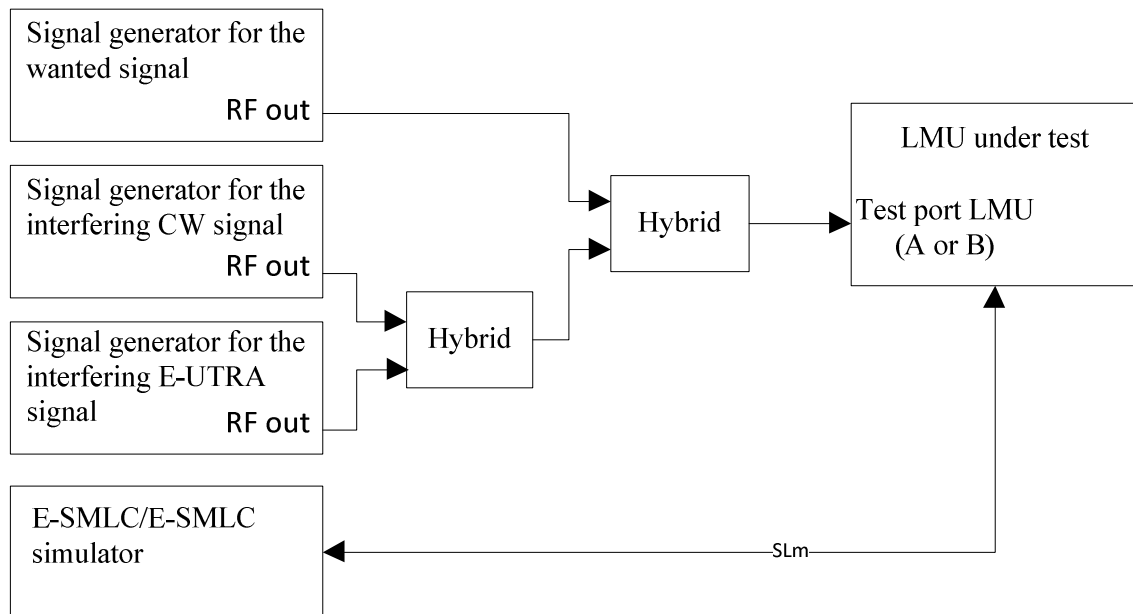 Signal generator for the
wanted signal
RF out
Signal generator for the
interfering CW signal
RF out
Signal generator for the
interfering E-UTRA
signal
RF out
Hybrid
Hybrid
LMU under test
Test port LMU
(A or B)
E-SMLC/E-SMLC
simulator
SLm